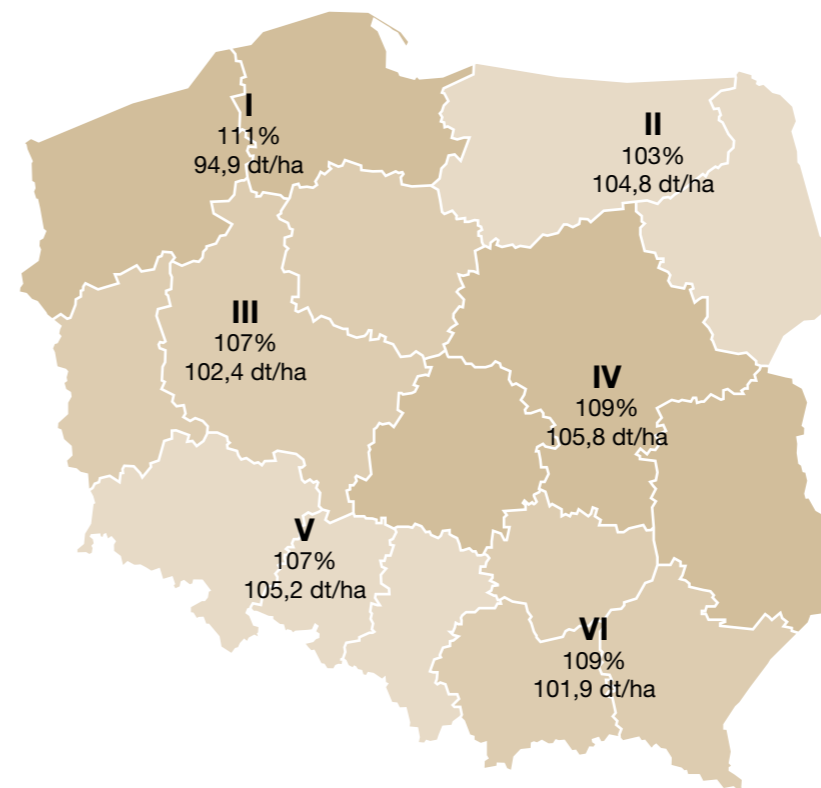 I
111%
94,9 dt/ha
II
103%
104,8 dt/ha
III
107%
102,4 dt/ha
IV
109%
105,8 dt/ha
V
107%
105,2 dt/ha
VI
109%
101,9 dt/ha